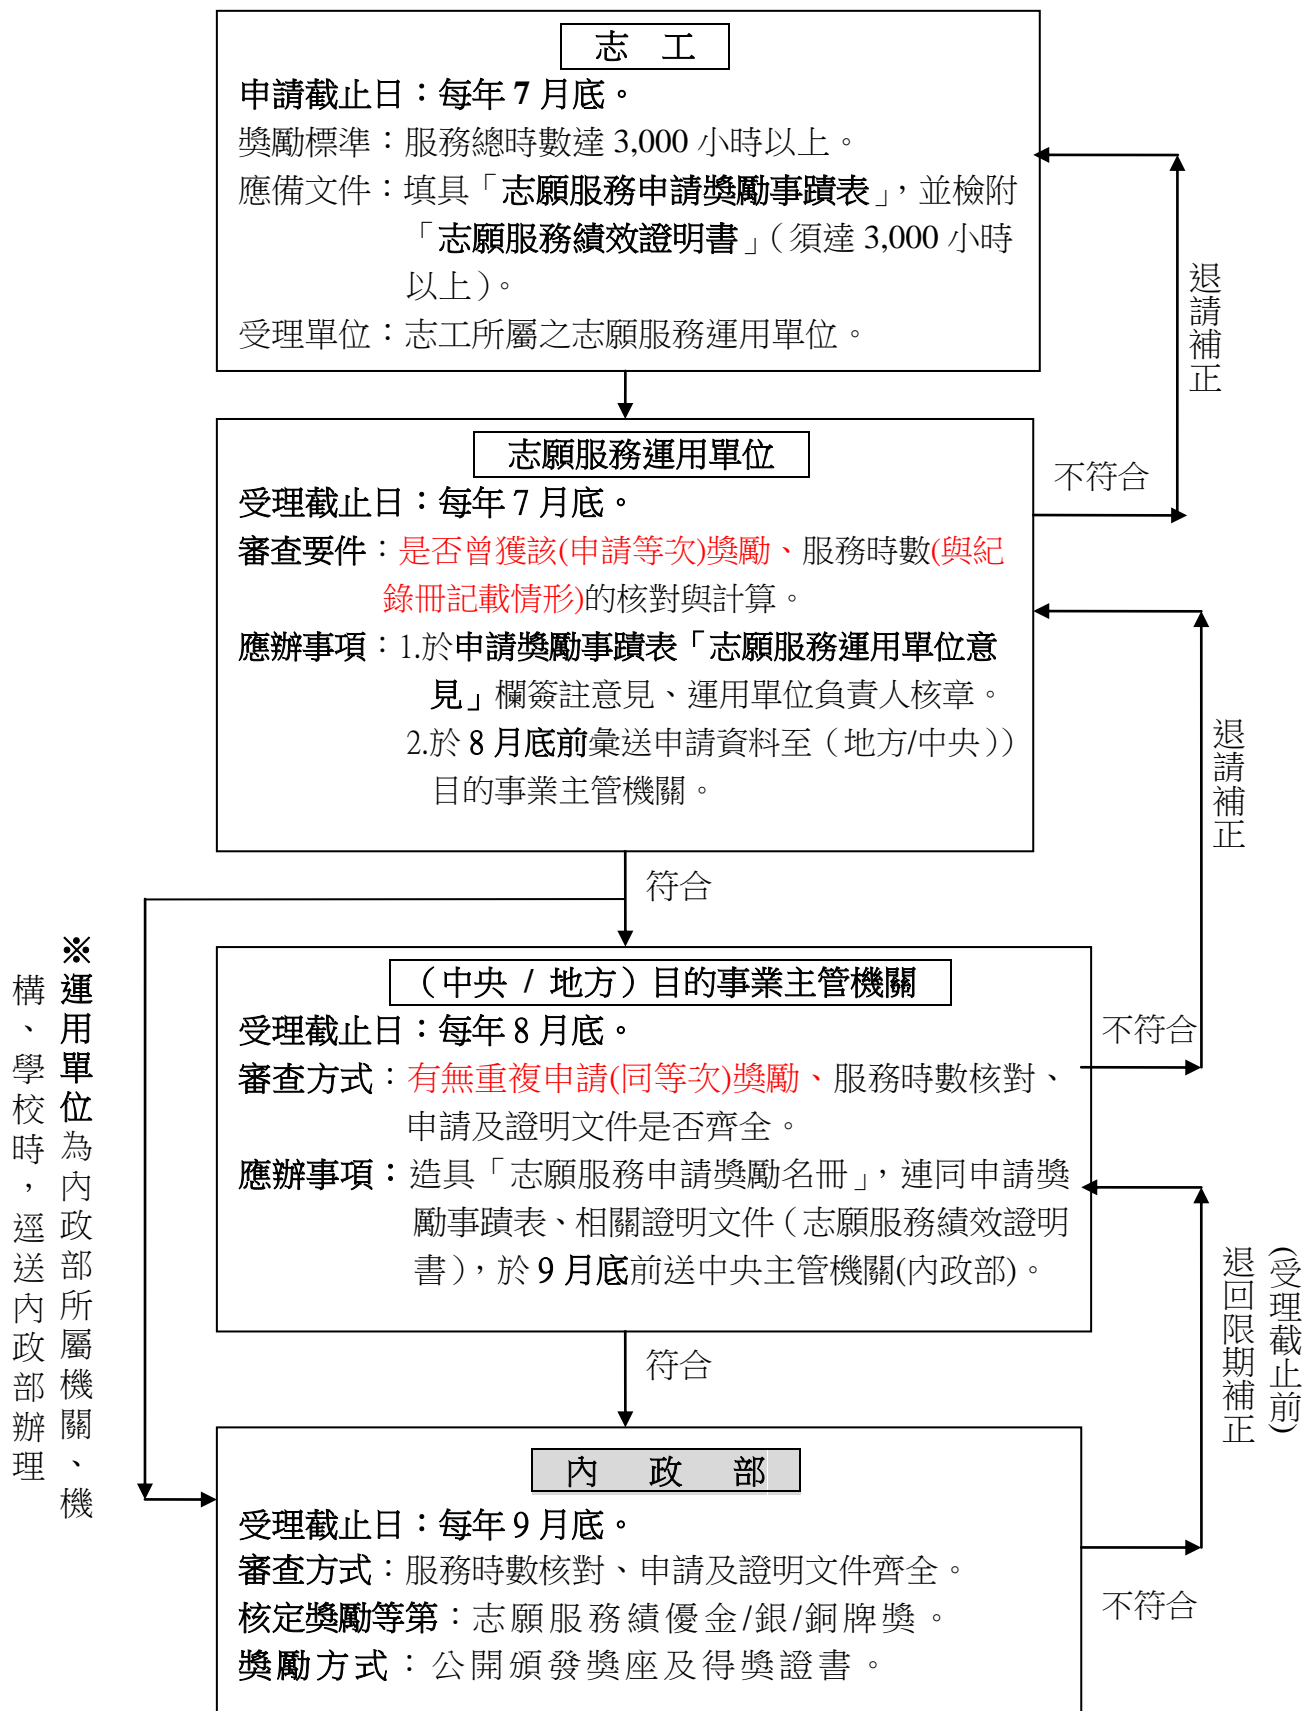 志　工
申請截止日：每年 7 月底。
獎勵標準：服務總時數達 3,000 小時以上。
應備文件：填具「志願服務申請獎勵事蹟表」，並檢附
「志願服務績效證明書」（須達 3,000 小時
以上）。
受理單位：志工所屬之志願服務運用單位。
退請補正
志願服務運用單位
不符合
受理截止日：每年 7 月底。
審查要件：是否曾獲該(申請等次)獎勵、服務時數(與紀
錄冊記載情形)的核對與計算。
應辦事項：1.於申請獎勵事蹟表「志願服務運用單位意
見」欄簽註意見、運用單位負責人核章。
2.於 8 月底前彙送申請資料至（地方/中央））
目的事業主管機關。
退請補正
符合
※運用單位為內政部所屬機關、機
構、學校時，逕送內政部辦理
（中央 / 地方）目的事業主管機關
不符合
受理截止日：每年 8 月底。
審查方式：有無重複申請(同等次)獎勵、服務時數核對、
申請及證明文件是否齊全。
應辦事項：造具「志願服務申請獎勵名冊」，連同申請獎
勵事蹟表、相關證明文件（志願服務績效證明
書），於 9 月底前送中央主管機關(內政部)。
(受理截止前)
退回限期補正
符合
內　政　部
受理截止日：每年 9 月底。
審查方式：服務時數核對、申請及證明文件齊全。
核定獎勵等第：志願服務績優金/銀/銅牌獎。
獎勵方式：公開頒發獎座及得獎證書。
不符合